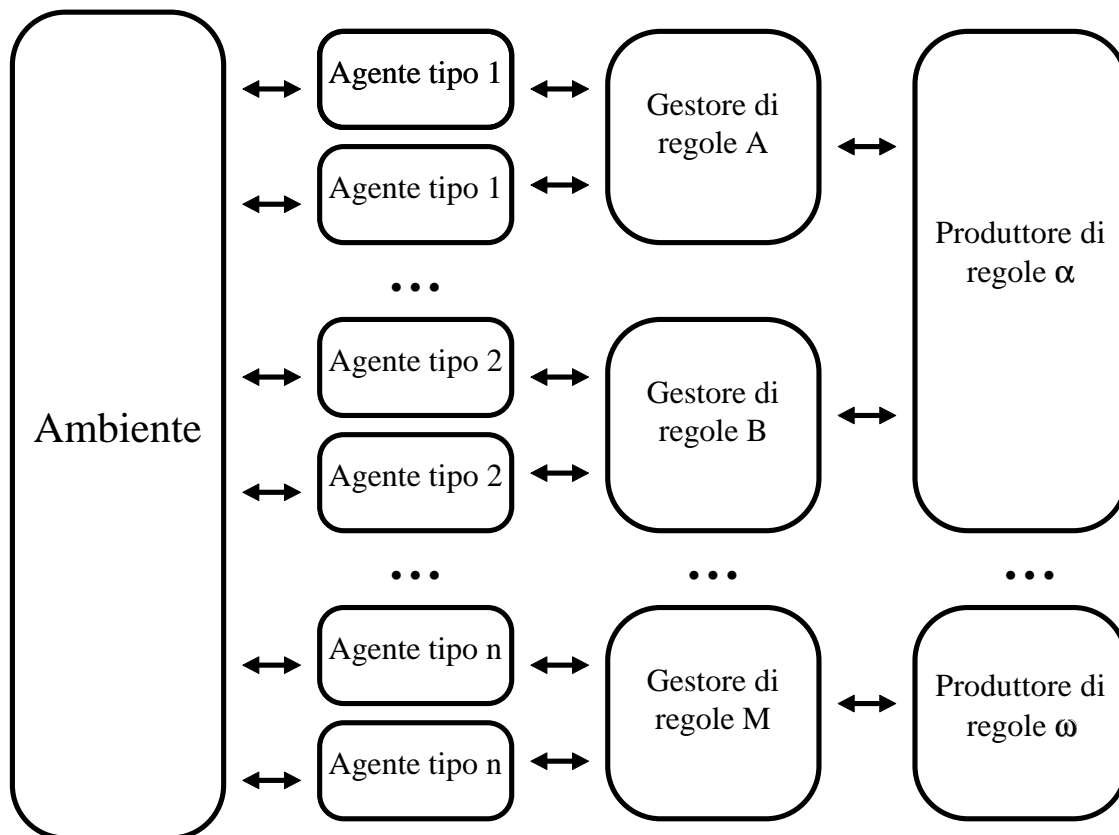 Ambiente
Agente tipo 1
Agente tipo 1
...
Agente tipo 2
Agente tipo 2
...
Agente tipo n
Agente tipo n
Gestore di
regole A
Gestore di
regole B
...
Gestore di
regole M
Produttore di
regole α
...
Produttore di
regole ω